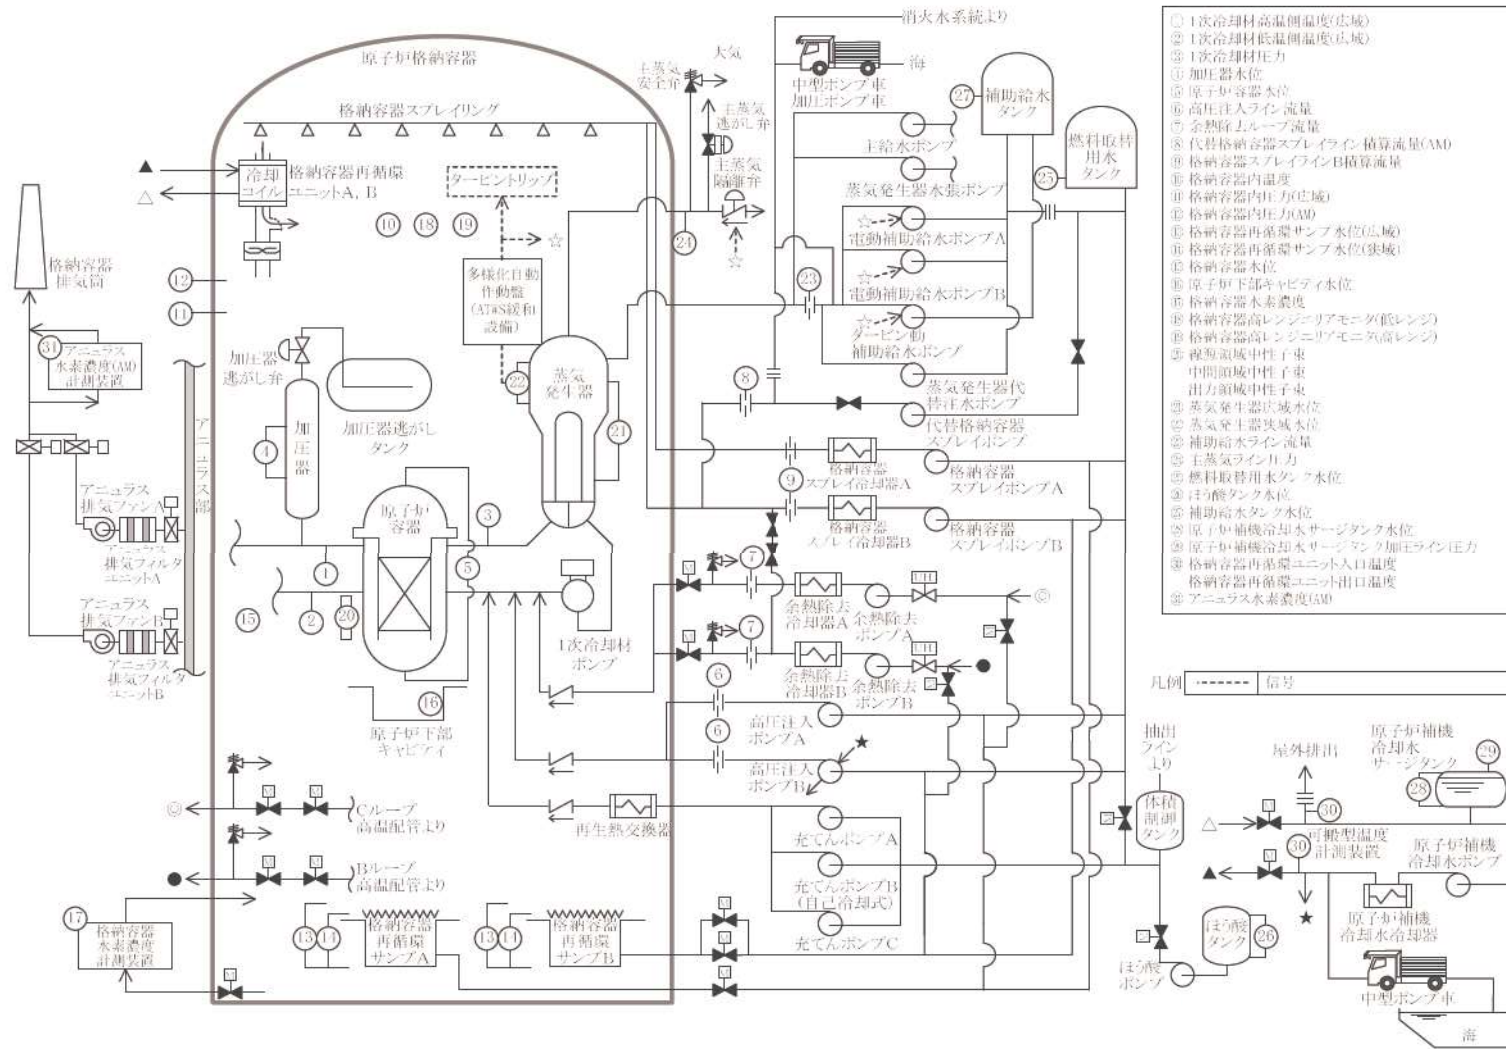 消火水系統より
海
中型ポンプ車
加圧ポンプ車
原子炉格納容器
大気
主蒸気
安全弁
主蒸気
逃がし弁
主蒸気
隔離弁
格納容器スプレイリング
冷却
コイル
格納容器再循環
ユニットA, B
タービントリップ
⑩ ⑱ ⑲
㉔
多様化自動
作動盤
(ATWS緩和
設備)
格納容器
排気筒
⑫
⑪
㉛
アニュラス
水素濃度(AM)
計測装置
アニュラス部
加圧器
逃がし弁
加圧器逃がし
タンク
加圧器
④
蒸気
発生器
㉒
㉑
㉗
補助給水
タンク
燃料取替
用水
タンク
㉕
主給水ポンプ
蒸気発生器水張ポンプ
電動補助給水ポンプA
電動補助給水ポンプB
㉓
タービン動
補助給水ポンプ
蒸気発生器代
替注水ポンプ
⑧
代替格納容器
スプレイポンプ
格納容器
スプレイ冷却器A
格納容器
スプレイポンプA
⑨
格納容器
スプレイ冷却器B
格納容器
スプレイポンプB
アニュラス
排気ファンA
アニュラス
排気フィルタ
ユニットA
アニュラス
排気ファンB
アニュラス
排気フィルタ
ユニットB
原子炉
容器
③
⑤
①
②
⑮
⑳
1次冷却材
ポンプ
⑯
原子炉下部
キャビティ
⑦
余熱除去
冷却器A
余熱除去
ポンプA
⑦
余熱除去
冷却器B
余熱除去
ポンプB
⑥
高圧注入
ポンプA
⑥
高圧注入
ポンプB
再生熱交換器
充てんポンプA
充てんポンプB
(自己冷却式)
充てんポンプC
Cループ
高温配管より
Bループ
高温配管より
⑰
格納容器
水素濃度
計測装置
⑬ ⑭
格納容器
再循環
サンプA
⑬ ⑭
格納容器
再循環
サンプB
抽出
ライン
より
体積
制御
タンク
ほう酸
ポンプ
ほう酸
タンク
㉖
屋外排出
㉚
㉚
可搬型温度
計測装置
原子炉補機
冷却水
サージタンク
㉙
㉘
原子炉補機
冷却水ポンプ
原子炉補機
冷却水冷却器
中型ポンプ車
海
凡例 信号
① 1次冷却材高温側温度(広域)
② 1次冷却材低温側温度(広域)
③ 1次冷却材圧力
④ 加圧器水位
⑤ 原子炉容器水位
⑥ 高圧注入ライン流量
⑦ 余熱除去ループ流量
⑧ 代替格納容器スプレイライン積算流量(AM)
⑨ 格納容器スプレイラインB積算流量
⑩ 格納容器内温度
⑪ 格納容器内圧力(広域)
⑫ 格納容器内圧力(AM)
⑬ 格納容器再循環サンプ水位(広域)
⑭ 格納容器再循環サンプ水位(狭域)
⑮ 格納容器水位
⑯ 原子炉下部キャビティ水位
⑰ 格納容器水素濃度
⑱ 格納容器高レンジエリアモニタ(低レンジ)
⑲ 格納容器高レンジエリアモニタ(高レンジ)
⑳ 線源領域中性子束
中間領域中性子束
出力領域中性子束
㉑ 蒸気発生器広域水位
㉒ 蒸気発生器狭域水位
㉓ 補助給水ライン流量
㉔ 主蒸気ライン圧力
㉕ 燃料取替用水タンク水位
㉖ ほう酸タンク水位
㉗ 補助給水タンク水位
㉘ 原子炉補機冷却水サージタンク水位
㉙ 原子炉補機冷却水サージタンク加圧ライン圧力
㉚ 格納容器再循環ユニット入口温度
格納容器再循環ユニット出口温度
㉛ アニュラス水素濃度(AM)